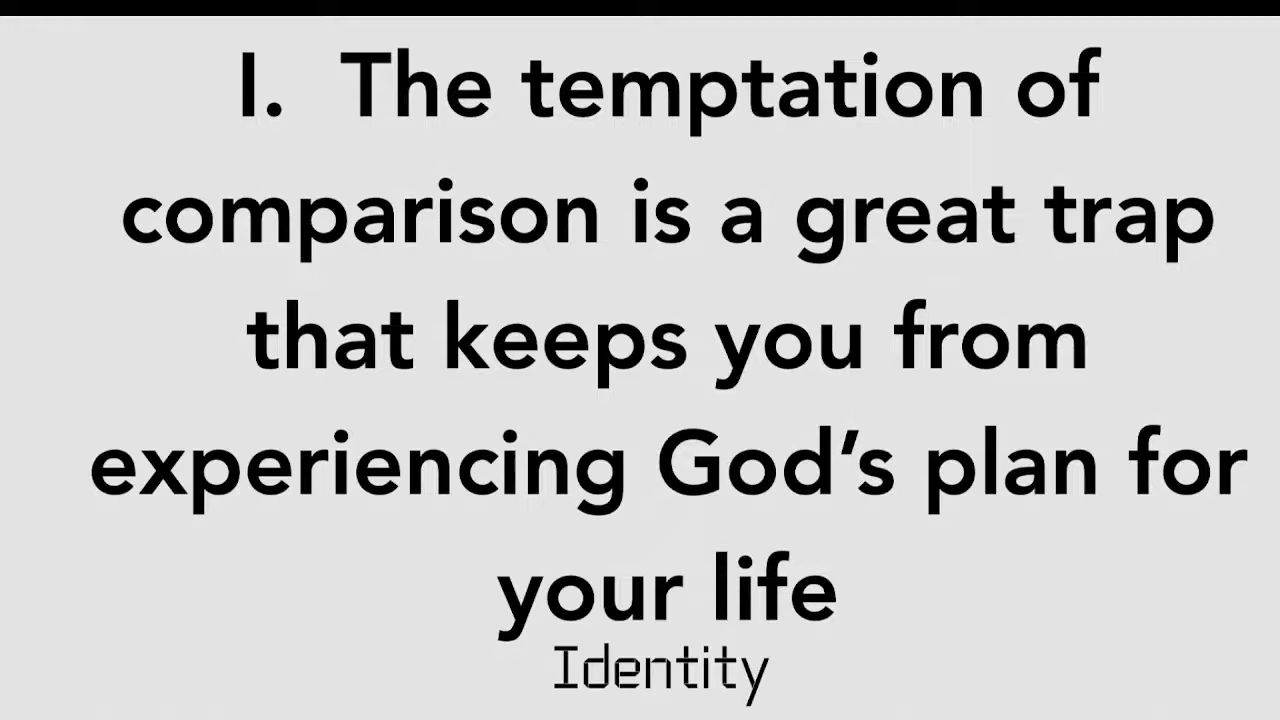 I. The temptation of
comparison is a great trap
that keeps you from
experiencing God’s plan for
your life
Identity